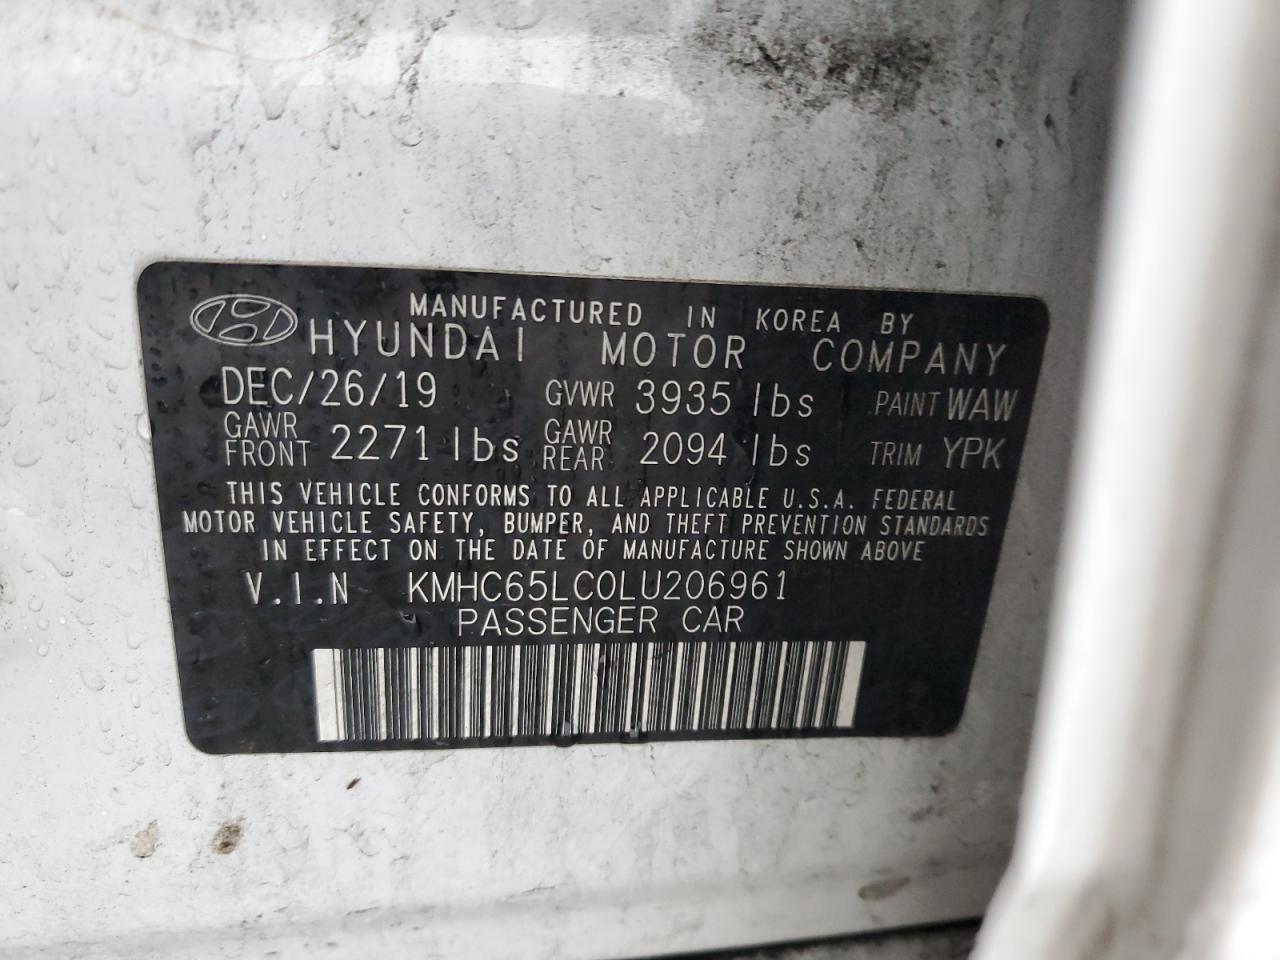 MANUFACTURED IN KOREA BY
HYUNDAI MOTOR COMPANY
DEC/26/19 GVWR 3935 lbs PAINT WAW
GAWR FRONT 2271 lbs GAWR REAR 2094 lbs TRIM YPK
THIS VEHICLE CONFORMS TO ALL APPLICABLE U.S.A. FEDERAL
MOTOR VEHICLE SAFETY, BUMPER, AND THEFT PREVENTION STANDARDS
IN EFFECT ON THE DATE OF MANUFACTURE SHOWN ABOVE
V.I.N KMHC65LC0LU206961
PASSENGER CAR